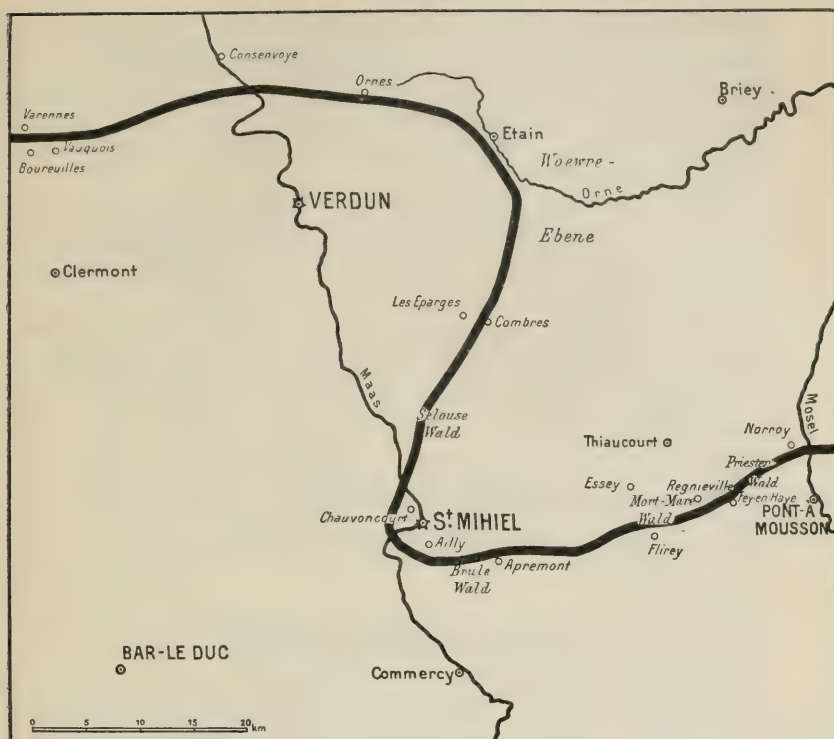 Consenvoye
Ornes
Briey
Varennes
Etain
Vauquois
Woewre-
Boureuilles
Orne
VERDUN
Ebene
Clermont
Les Eparges
Combres
Maas
Mosel
Selouse
Wald
Norroy
Thiaucourt
Priester
Wald
Essey
Regnieville
Mort-Mare
Wald
Fey en Haye
PONT-À
MOUSSON
Chauvoncourt
St MIHIEL
Ailly
Flirey
Brule
Wald
Apremont
BAR-LE DUC
Commercy
0 5 10 15 20 km